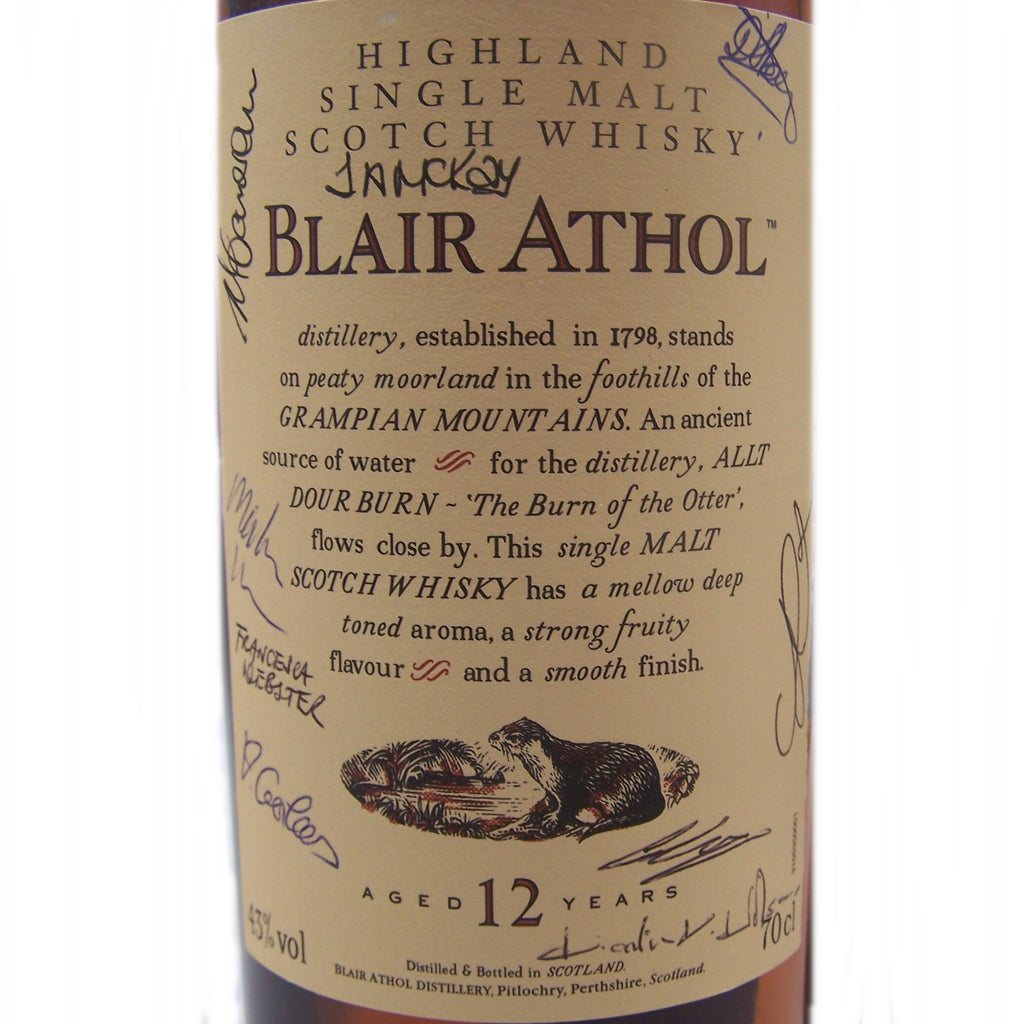 HIGHLAND
SINGLE MALT
SCOTCH WHISKY
JAMCKAY
BLAIR ATHOL™
distillery, established in 1798, stands
on peaty moorland in the foothills of the
GRAMPIAN MOUNTAINS. An ancient
source of water for the distillery, ALLT
DOUR BURN ~ 'The Burn of the Otter',
flows close by. This single MALT
SCOTCH WHISKY has a mellow deep
toned aroma, a strong fruity
flavour and a smooth finish.
FRANCESCA
WEBSTER
AGED 12 YEARS
43% vol
70cl
Distilled & Bottled in SCOTLAND.
BLAIR ATHOL DISTILLERY, Pitlochry, Perthshire, Scotland.